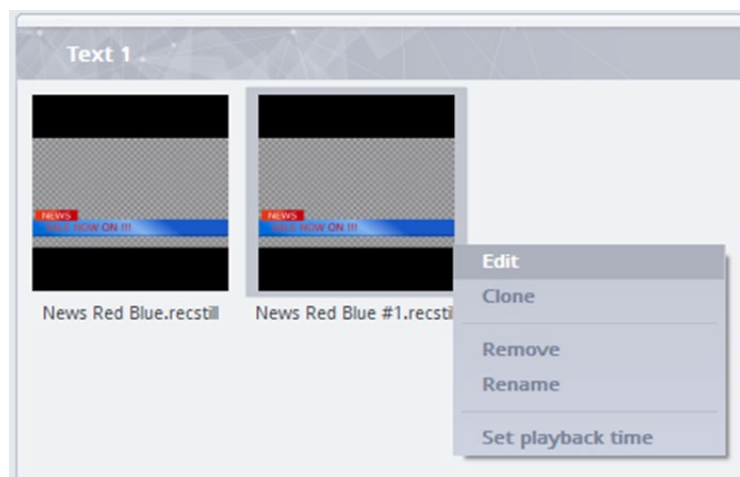 Text 1
NEWS
SALE NOW ON !!!
NEWS
SALE NOW ON !!!
News Red Blue.recstill
News Red Blue #1.recstil
Edit
Clone
Remove
Rename
Set playback time